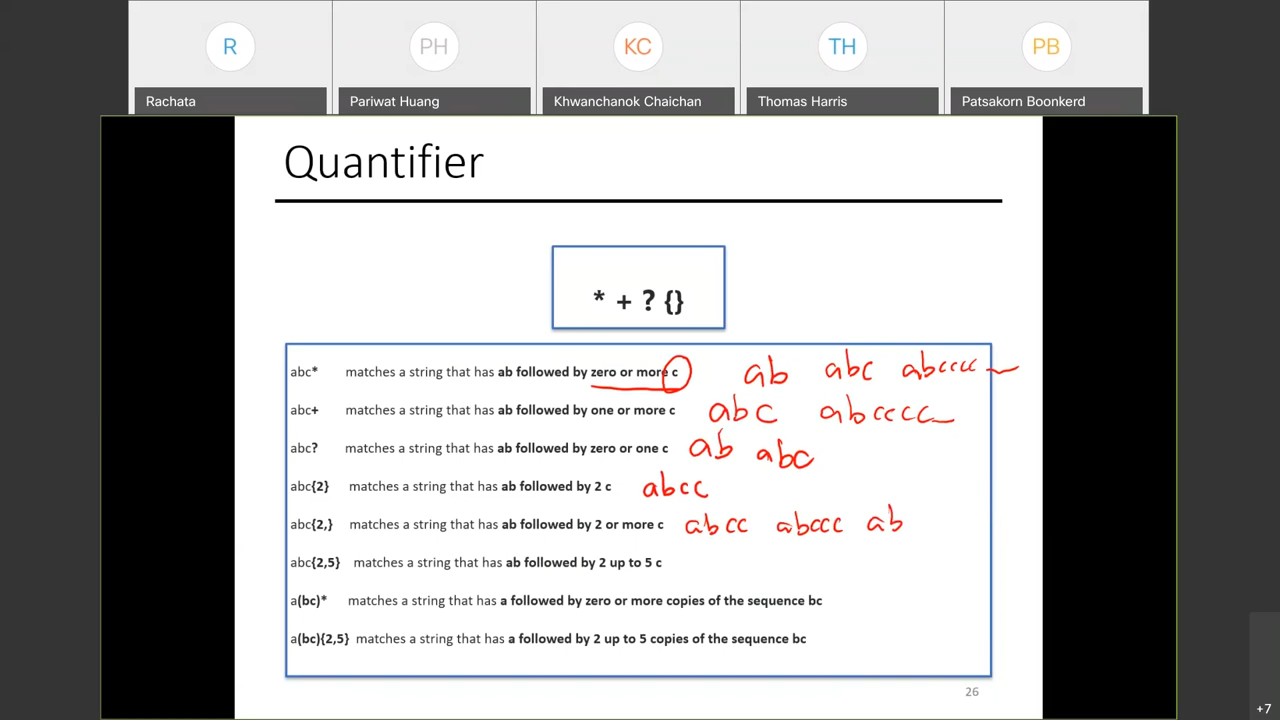 R PH KC TH PB
Rachata Pariwat Huang Khwanchanok Chaichan Thomas Harris Patsakorn Boonkerd
Quantifier
* + ? {}
abc* matches a string that has ab followed by zero or more c ab abc abcccc
abc+ matches a string that has ab followed by one or more c abc abcccc
abc? matches a string that has ab followed by zero or one c ab abc
abc{2} matches a string that has ab followed by 2 c abcc
abc{2,} matches a string that has ab followed by 2 or more c abcc abccc ab
abc{2,5} matches a string that has ab followed by 2 up to 5 c
a(bc)* matches a string that has a followed by zero or more copies of the sequence bc
a(bc){2,5} matches a string that has a followed by 2 up to 5 copies of the sequence bc
26
+7